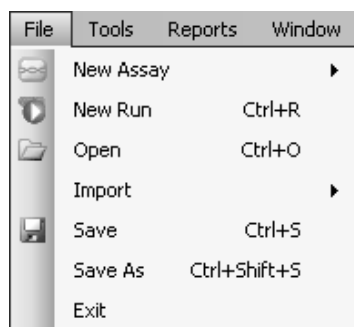 File Tools Reports Window
New Assay
New Run Ctrl+R
Open Ctrl+O
Import
Save Ctrl+S
Save As Ctrl+Shift+S
Exit